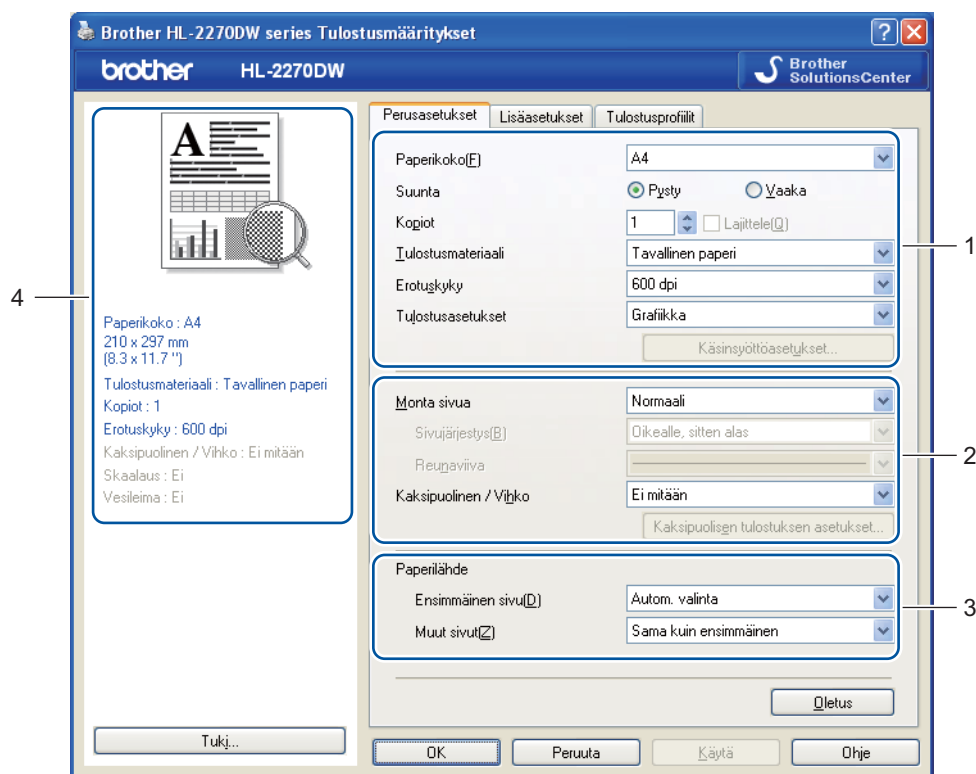 Brother HL-2270DW series Tulostusmääritykset
brother HL-2270DW
Brother
SolutionsCenter
Perusasetukset Lisäasetukset Tulostusprofiilit
A
Paperikoko(F) A4
Suunta Pysty Vaaka
Kopiot 1 Lajittele(Q)
Tulostusmateriaali Tavallinen paperi
Erotuskyky 600 dpi
Tulostusasetukset Grafiikka
Käsinsyöttöasetukset...
1
Monta sivua Normaali
Sivujärjestys(B) Oikealle, sitten alas
Reunaviiva
Kaksipuolinen / Vihko Ei mitään
Kaksipuolisen tulostuksen asetukset...
2
Paperilähde
Ensimmäinen sivu(D) Autom. valinta
Muut sivut(Z) Sama kuin ensimmäinen
3
4
Paperikoko : A4
210 x 297 mm
(8.3 x 11.7 ")
Tulostusmateriaali : Tavallinen paperi
Kopiot : 1
Erotuskyky : 600 dpi
Kaksipuolinen / Vihko : Ei mitään
Skaalaus : Ei
Vesileima : Ei
Oletus
Tuki...
OK Peruuta Käytä Ohje